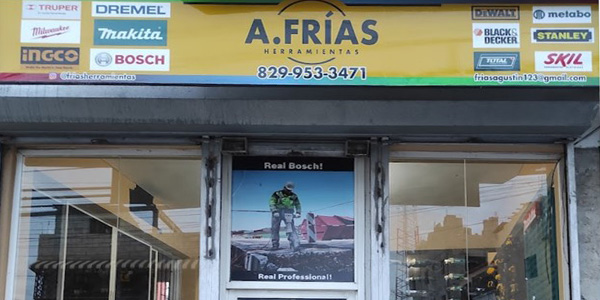 TRUPER
DREMEL
Milwaukee
makita
INGCO
BOSCH
@friasherramientas
A.FRÍAS
HERRAMIENTAS
829-953-3471
DEWALT
metabo
BLACK+
DECKER
STANLEY
TOTAL
SKIL
friasagustin123@gmail.com
Real Bosch!
Real Professional!